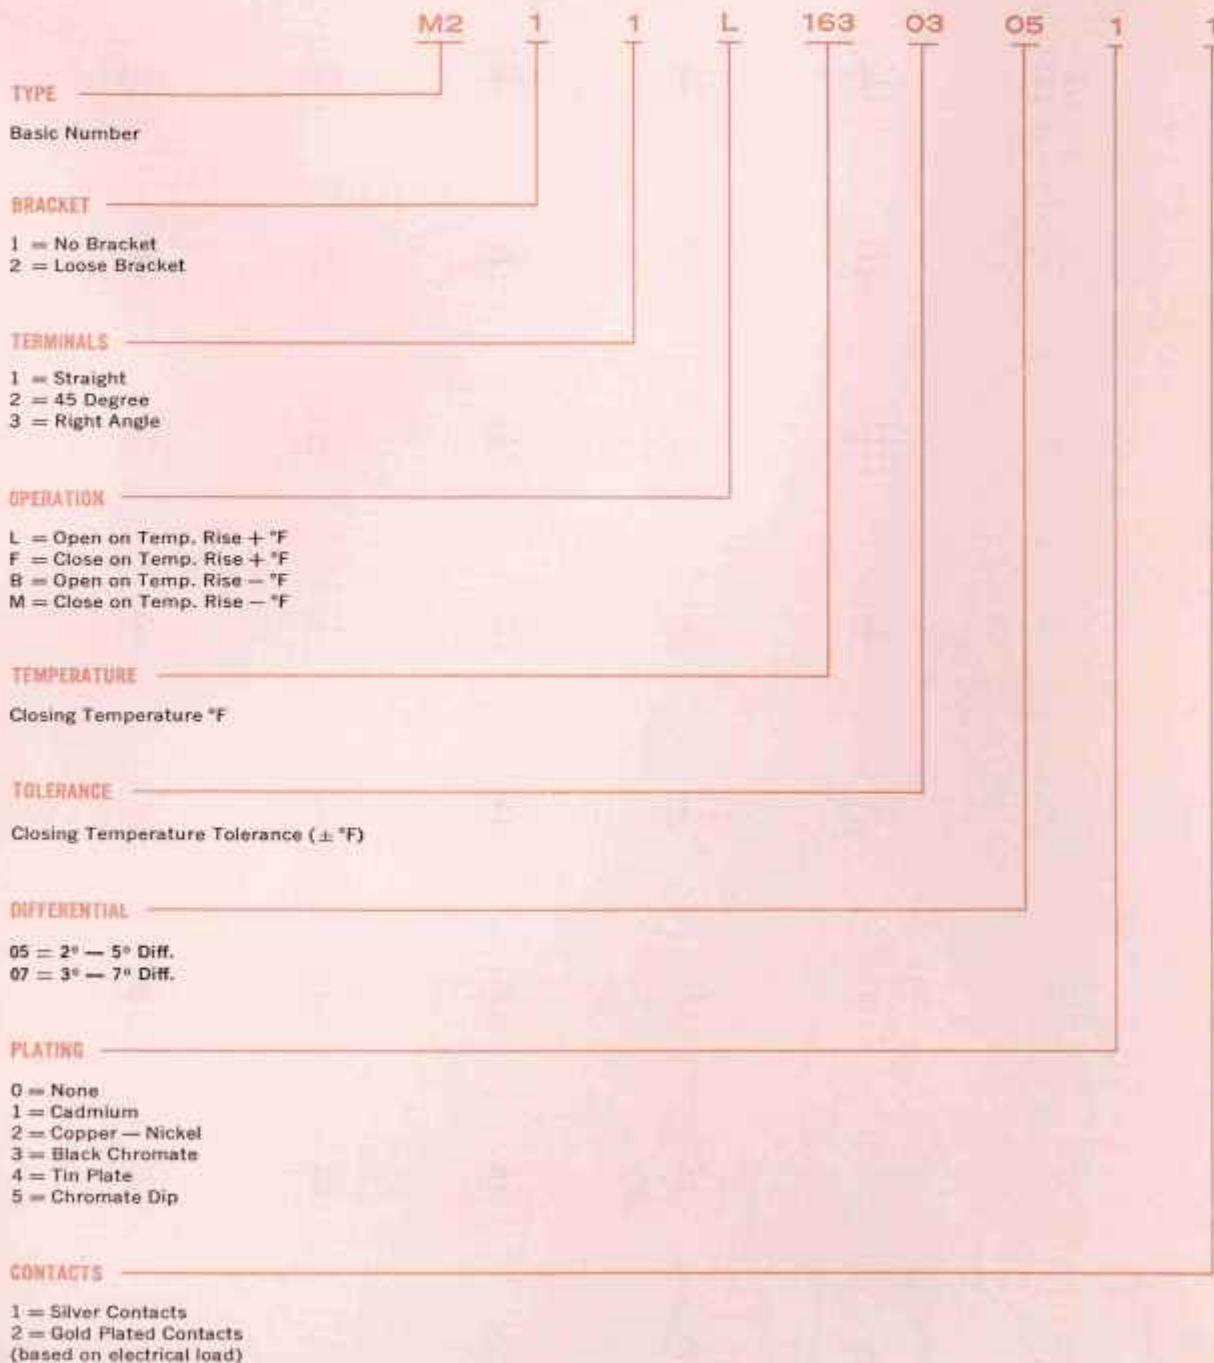 M2 1 1 L 163 03 05 1 1
TYPE
Basic Number
BRACKET
1 = No Bracket
2 = Loose Bracket
TERMINALS
1 = Straight
2 = 45 Degree
3 = Right Angle
OPERATION
L = Open on Temp. Rise + °F
F = Close on Temp. Rise + °F
B = Open on Temp. Rise — °F
M = Close on Temp. Rise — °F
TEMPERATURE
Closing Temperature °F
TOLERANCE
Closing Temperature Tolerance (± °F)
DIFFERENTIAL
05 = 2° — 5° Diff.
07 = 3° — 7° Diff.
PLATING
0 = None
1 = Cadmium
2 = Copper — Nickel
3 = Black Chromate
4 = Tin Plate
5 = Chromate Dip
CONTACTS
1 = Silver Contacts
2 = Gold Plated Contacts
(based on electrical load)